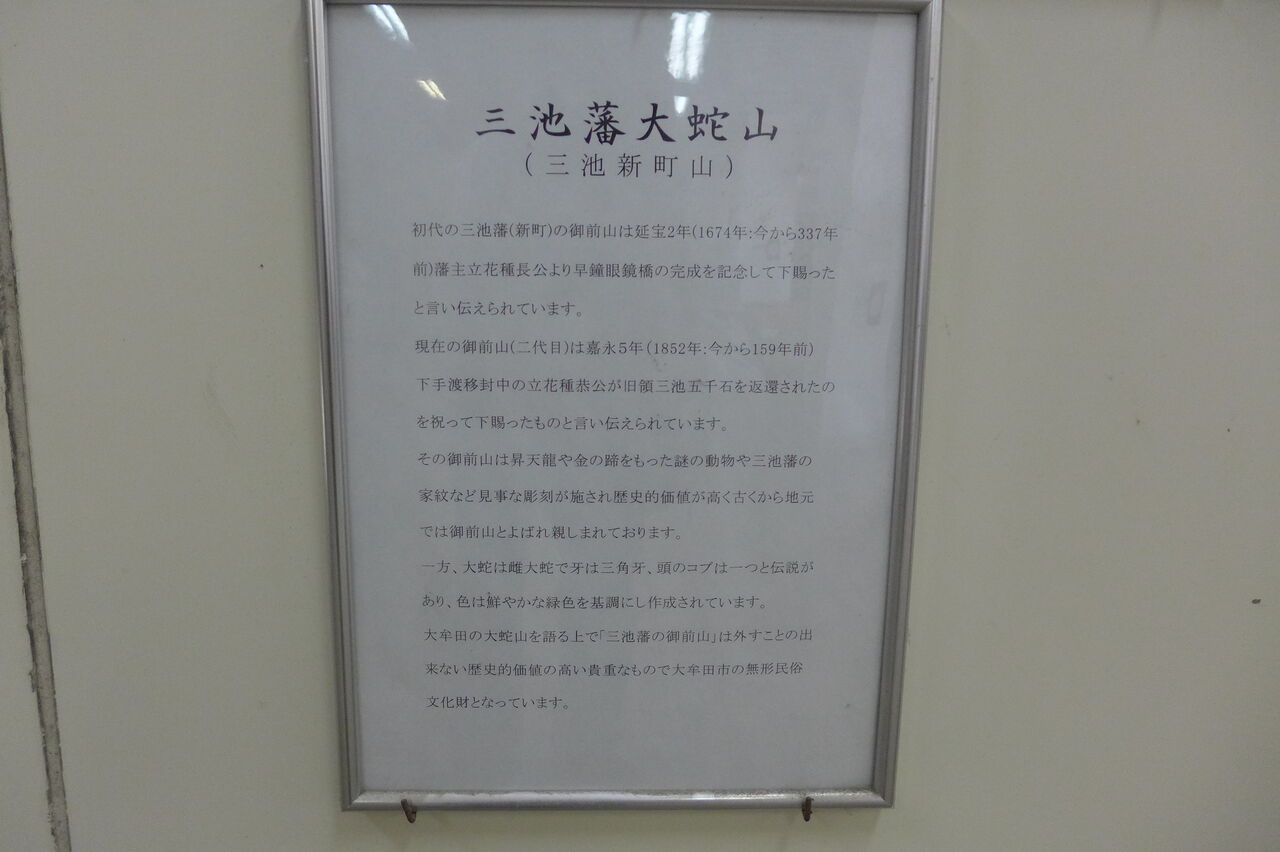 三池藩大蛇山
(三池新町山)
初代の三池藩(新町)の御前山は延宝2年(1674年:今から337年
前)藩主立花種長公より早鐘眼鏡橋の完成を記念して下賜った
と言い伝えられています。
現在の御前山(二代目)は嘉永5年(1852年:今から159年前)
下手渡移封中の立花種恭公が旧領三池五千石を返還されたの
を祝って下賜ったものと言い伝えられています。
その御前山は昇天龍や金の蹄をもった謎の動物や三池藩の
家紋など見事な彫刻が施され歴史的価値が高く古くから地元
では御前山とよばれ親しまれております。
一方、大蛇は雌大蛇で牙は三角牙、頭のコブは一つと伝説が
あり、色は鮮やかな緑色を基調にし作成されています。
大牟田の大蛇山を語る上で「三池藩の御前山」は外すことの出
来ない歴史的価値の高い貴重なもので大牟田市の無形民俗
文化財となっています。